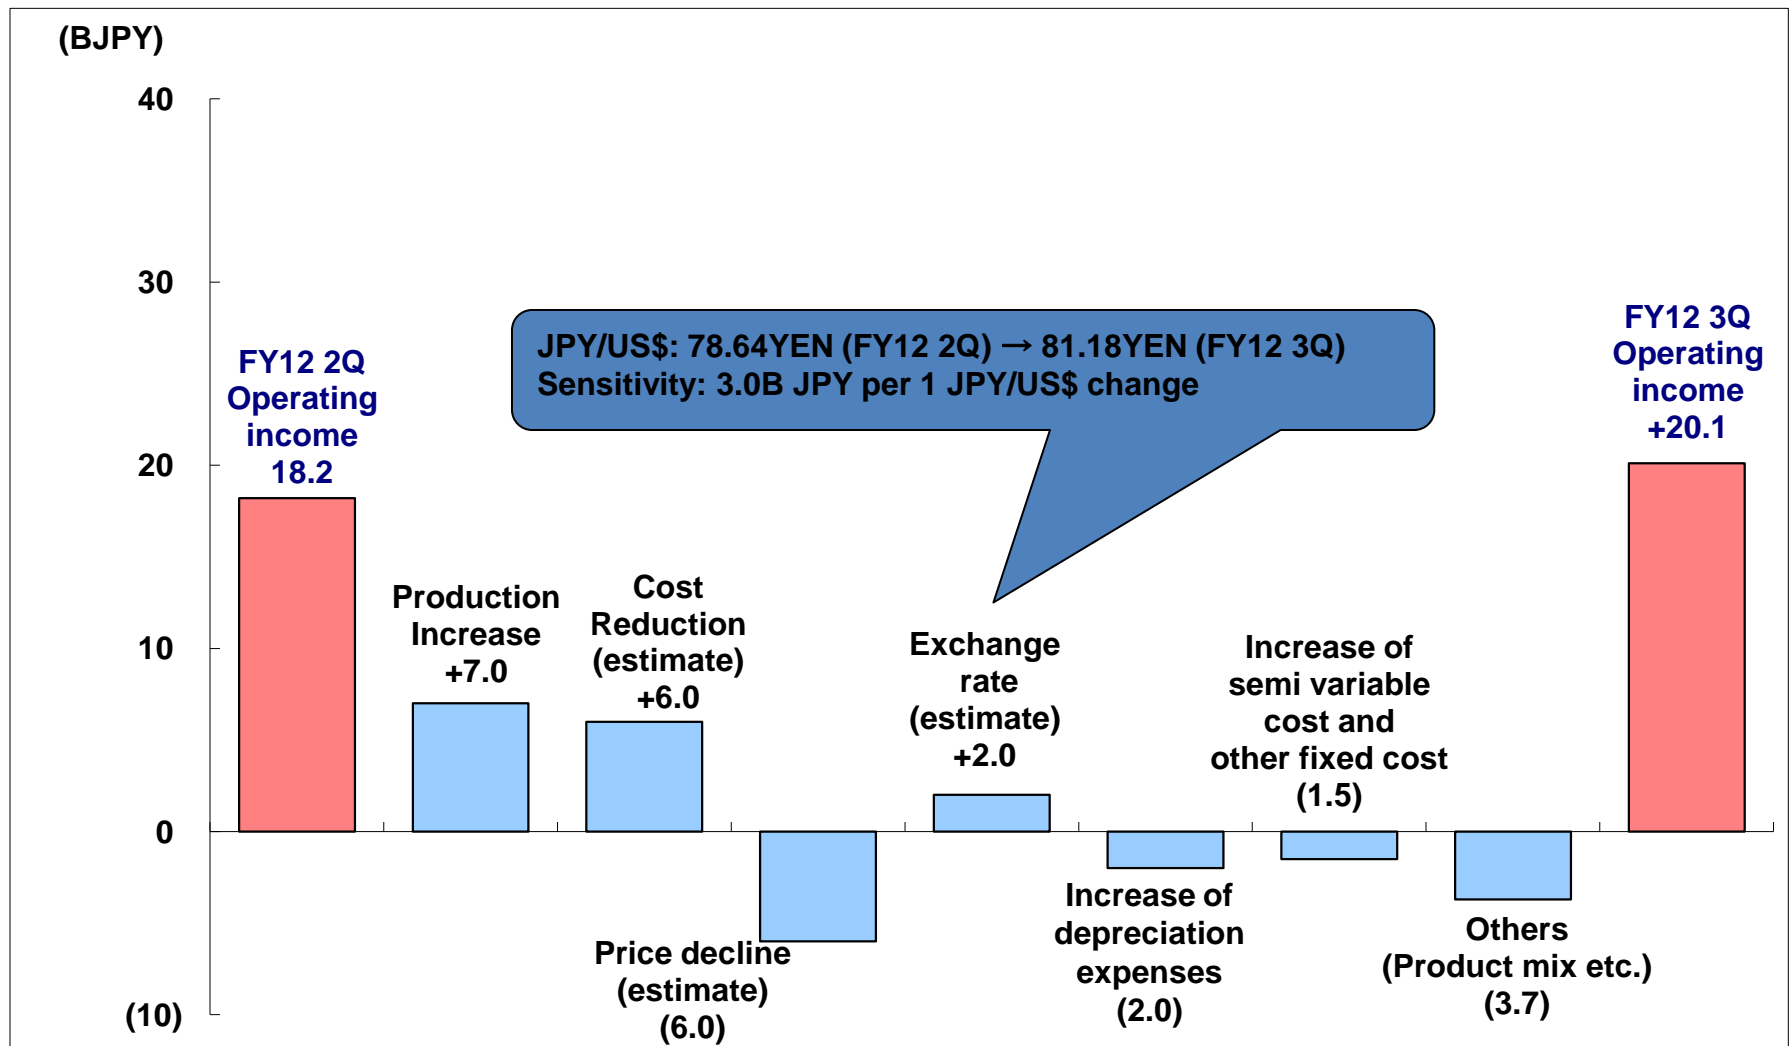 (BJPY)
40
30
20
10
0
(10)
FY12 2Q
Operating
income
18.2
Production
Increase
+7.0
Cost
Reduction
(estimate)
+6.0
Price decline
(estimate)
(6.0)
JPY/US$: 78.64YEN (FY12 2Q) → 81.18YEN (FY12 3Q)
Sensitivity: 3.0B JPY per 1 JPY/US$ change
Exchange
rate
(estimate)
+2.0
Increase of
depreciation
expenses
(2.0)
Increase of
semi variable
cost and
other fixed cost
(1.5)
Others
(Product mix etc.)
(3.7)
FY12 3Q
Operating
income
+20.1